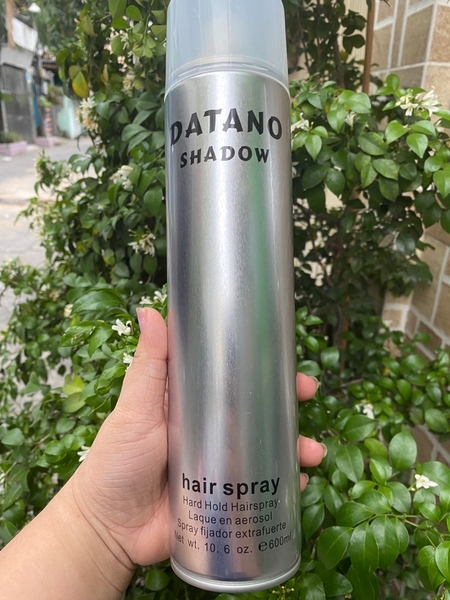 DATANO
SHADOW
hair spray
Hard Hold Hairspray.
Laque en aerosol
Spray fijador extrafuerte
Net wt. 10. 6 oz. ℮600ml